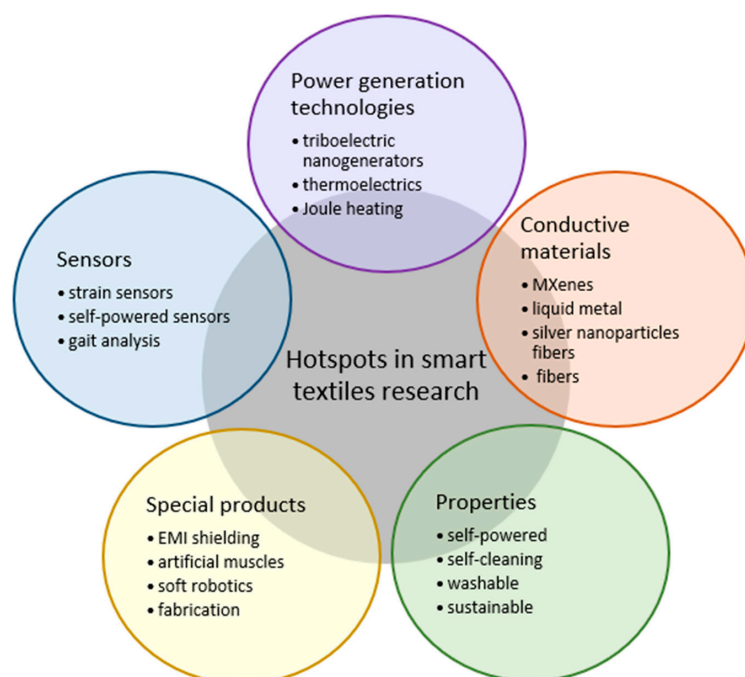 Power generation
technologies
• triboelectric
nanogenerators
• thermoelectrics
• Joule heating
Sensors
• strain sensors
• self-powered sensors
• gait analysis
Conductive
materials
• MXenes
• liquid metal
• silver nanoparticles
fibers
• fibers
Hotspots in smart
textiles research
Special products
• EMI shielding
• artificial muscles
• soft robotics
• fabrication
Properties
• self-powered
• self-cleaning
• washable
• sustainable